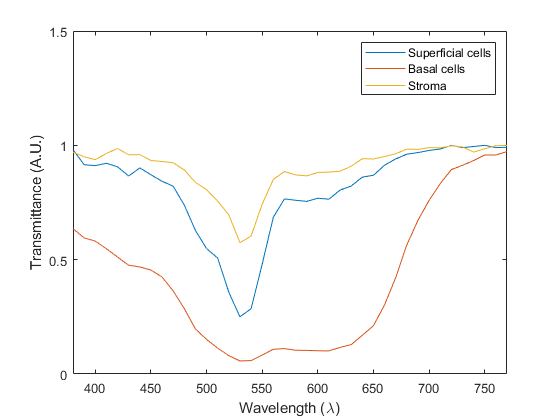 1.5
1
0.5
0
Transmittance (A.U.)
Superficial cells
Basal cells
Stroma
400 450 500 550 600 650 700 750
Wavelength (λ)